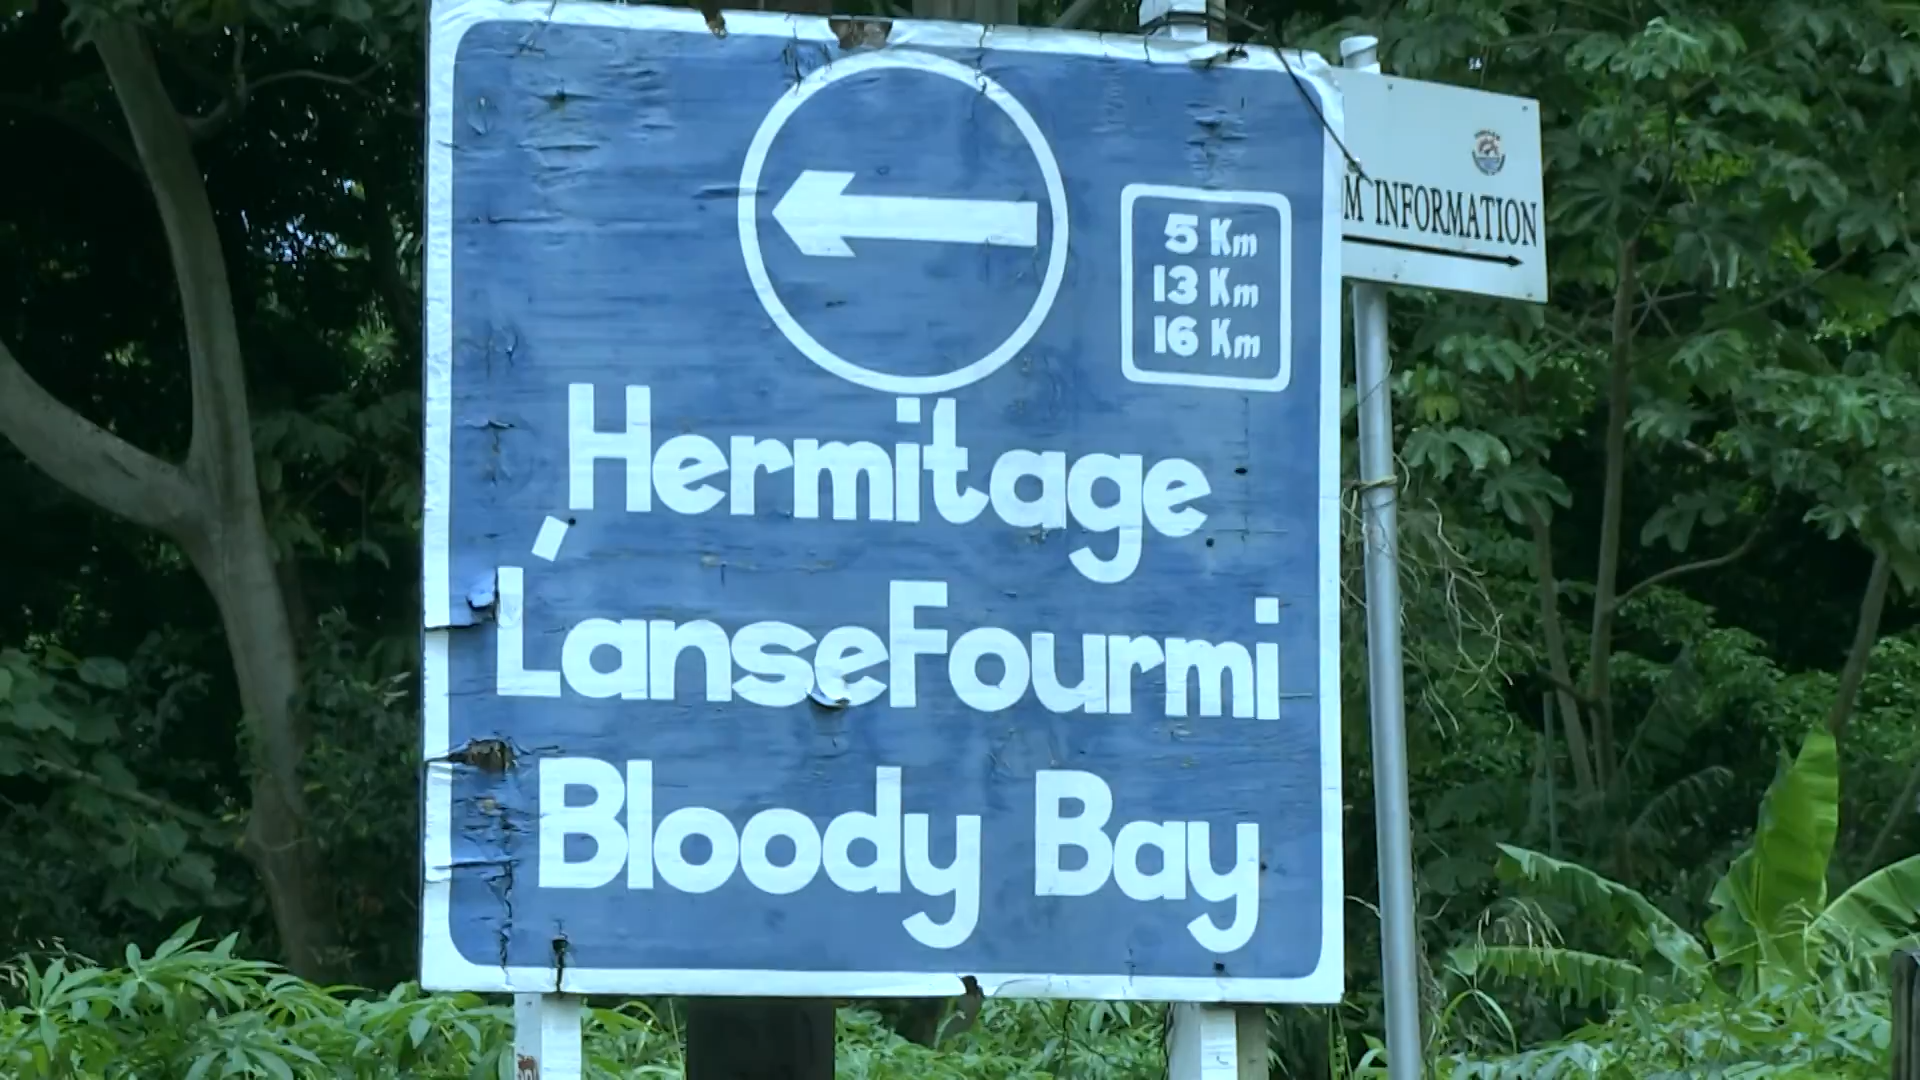 5 Km
13 Km
16 Km
Hermitage
L'anseFourmi
Bloody Bay
M INFORMATION